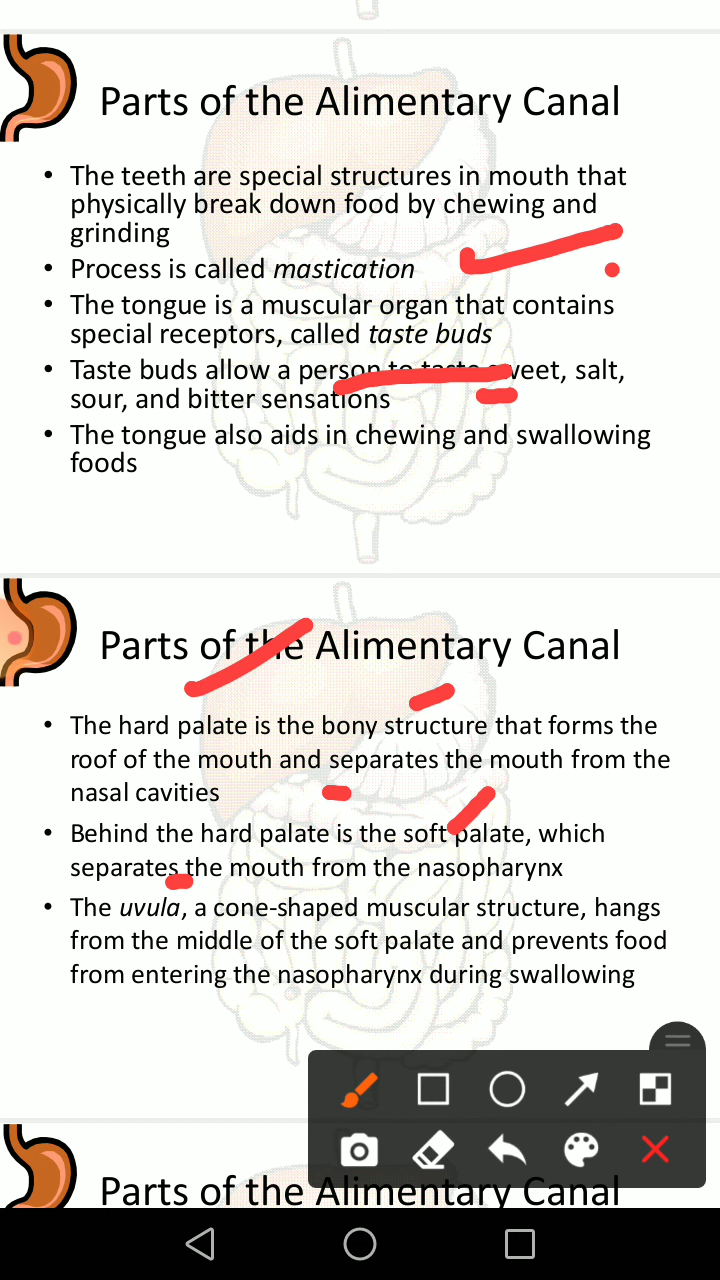 Parts of the Alimentary Canal
• The teeth are special structures in mouth that
physically break down food by chewing and
grinding
• Process is called mastication
• The tongue is a muscular organ that contains
special receptors, called taste buds
• Taste buds allow a person to taste sweet, salt,
sour, and bitter sensations
• The tongue also aids in chewing and swallowing
foods
Parts of the Alimentary Canal
• The hard palate is the bony structure that forms the
roof of the mouth and separates the mouth from the
nasal cavities
• Behind the hard palate is the soft palate, which
separates the mouth from the nasopharynx
• The uvula, a cone-shaped muscular structure, hangs
from the middle of the soft palate and prevents food
from entering the nasopharynx during swallowing
Parts of the Alimentary Canal